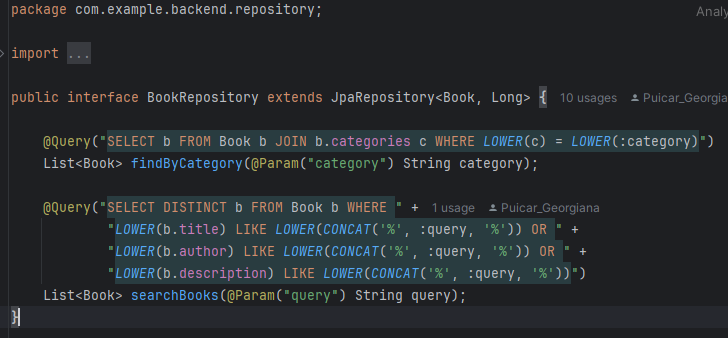 package com.example.backend.repository;
Analy
import ...
public interface BookRepository extends JpaRepository<Book, Long> { 10 usages Puicar_Georgiana
@Query("SELECT b FROM Book b JOIN b.categories c WHERE LOWER(c) = LOWER(:category)")
List<Book> findByCategory(@Param("category") String category);
@Query("SELECT DISTINCT b FROM Book b WHERE " + 1 usage Puicar_Georgiana
"LOWER(b.title) LIKE LOWER(CONCAT('%', :query, '%')) OR " +
"LOWER(b.author) LIKE LOWER(CONCAT('%', :query, '%')) OR " +
"LOWER(b.description) LIKE LOWER(CONCAT('%', :query, '%'))")
List<Book> searchBooks(@Param("query") String query);
}